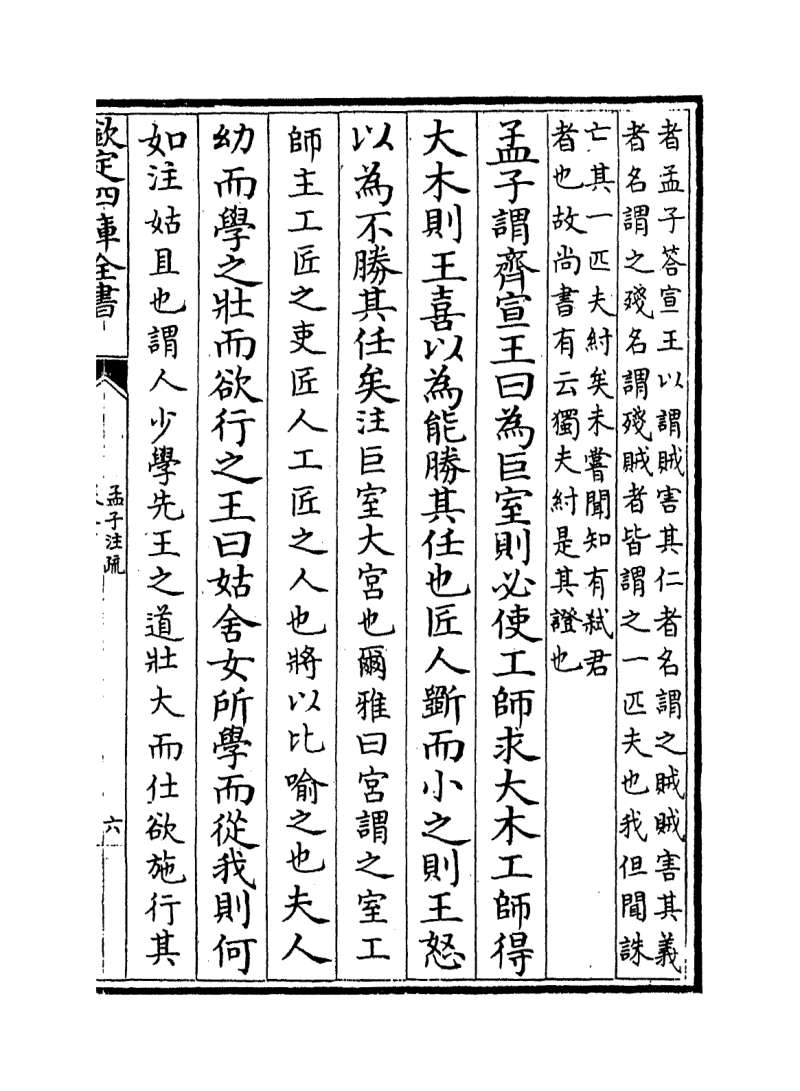 者孟子答宣王以謂賊害其仁者名謂之賊賊害其義
者名謂之殘名謂殘賊者皆謂之一匹夫也我但聞誅
亡其一匹夫紂矣未嘗聞知有弑君
者也故尚書有云獨夫紂是其證也
孟子謂齊宣王曰為巨室則必使工師求大木工師得
大木則王喜以為能勝其任也匠人斵而小之則王怒
以為不勝其任矣注巨室大宮也爾雅曰宮謂之室工
師主工匠之吏匠人工匠之人也將以比喻之也夫人
幼而學之壯而欲行之王曰姑舍女所學而從我則何
如注姑且也謂人少學先王之道壯大而仕欲施行其
欽定四庫全書
孟子注疏
六